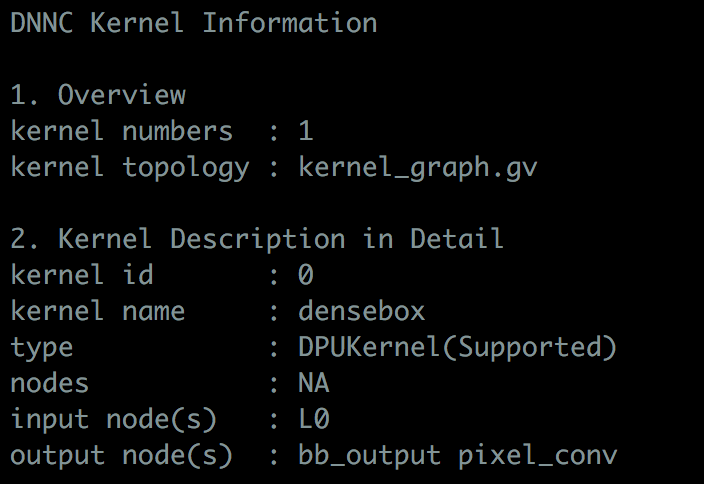 DNNC Kernel Information
1. Overview
kernel numbers : 1
kernel topology : kernel_graph.gv
2. Kernel Description in Detail
kernel id : 0
kernel name : densebox
type : DPUKernel(Supported)
nodes : NA
input node(s) : L0
output node(s) : bb_output pixel_conv